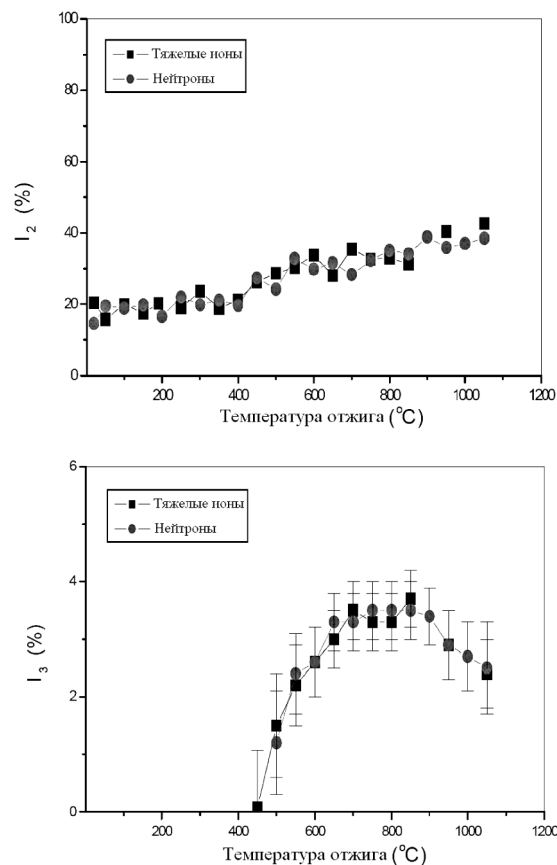 100
Тяжелые ионы
Нейтроны
80
60
I2 (%)
40
20
0
200 400 600 800 1000 1200
Температура отжига (°C)
6
Тяжелые ионы
Нейтроны
4
I3 (%)
2
0
200 400 600 800 1000 1200
Температура отжига (°C)